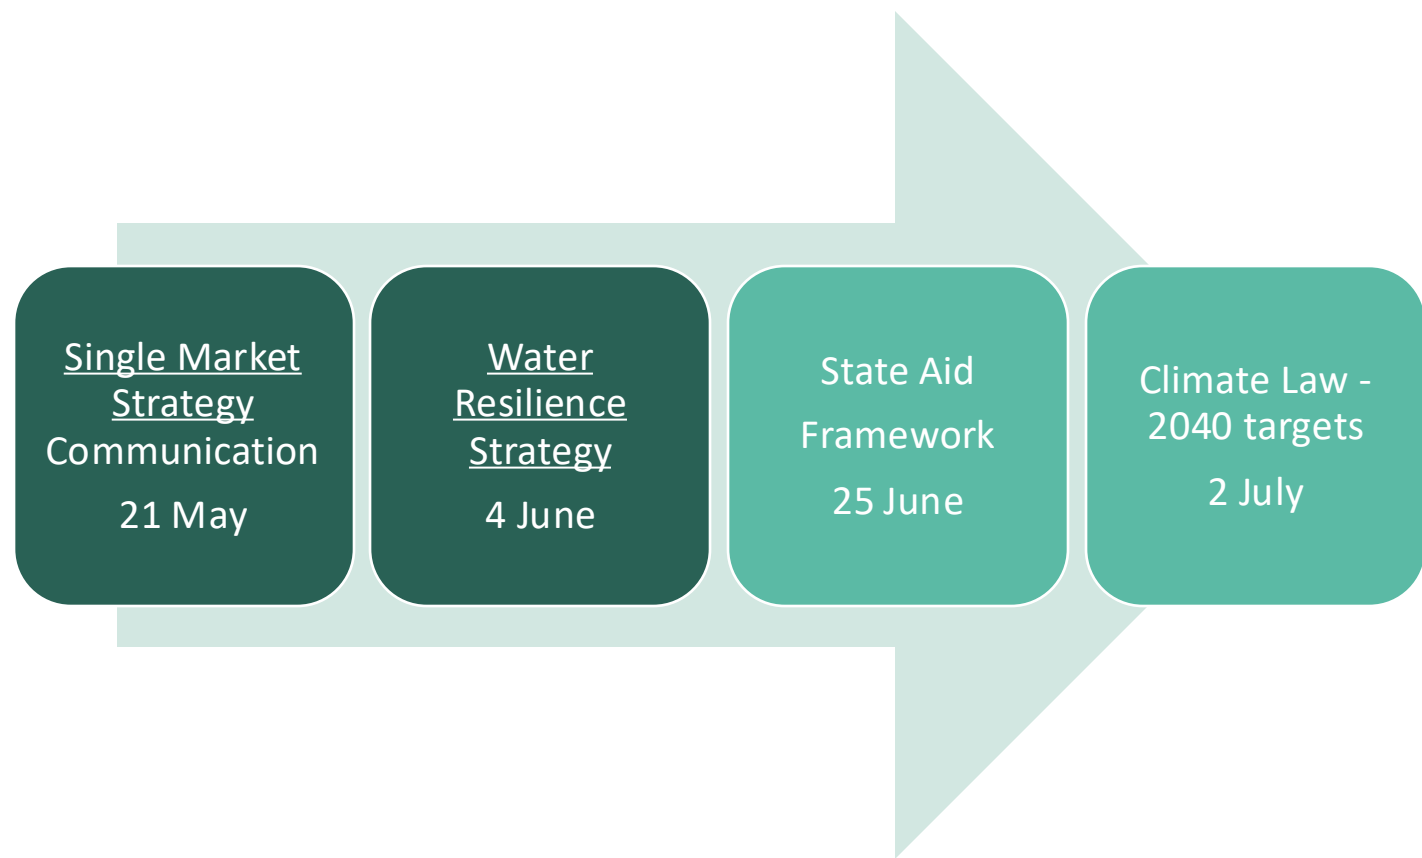 Single Market
Strategy
Communication
21 May
Water
Resilience
Strategy
4 June
State Aid
Framework
25 June
Climate Law -
2040 targets
2 July